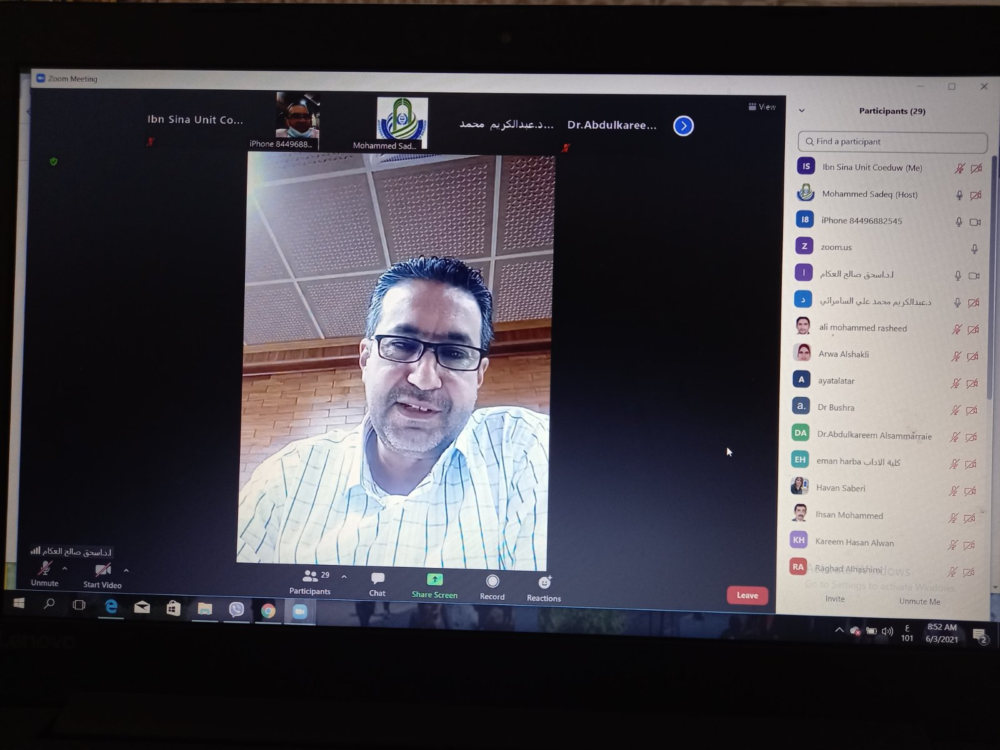 Zoom Meeting
View
Ibn Sina Unit Co...
iPhone 8449688...
Mohammed Sad...
د.عبدالكريم محمد...
Dr.Abdulkaree...
Participants (29)
Find a participant
IS Ibn Sina Unit Coeduw (Me)
Mohammed Sadeq (Host)
I8 iPhone 84496882545
Z zoom.us
ا ا.د.اسحق صالح العكام
د د.عبدالكريم محمد علي السامرائي
ali mohammed rasheed
Arwa Alshakli
A ayatalatar
a. Dr Bushra
DA Dr.Abdulkareem Alsammarraie
EH eman harba كلية الاداب
Havan Saberi
Ihsan Mohammed
KH Kareem Hasan Alwan
RA Raghad Alhashimi
Activate Windows
Go to Settings to activate Windows.
Invite
Unmute Me
ا.د.اسحق صالح العكام
Unmute
Start Video
29
Participants
Chat
Share Screen
Record
Reactions
Leave
ع
101
8:52 AM
6/3/2021
2
Lenovo